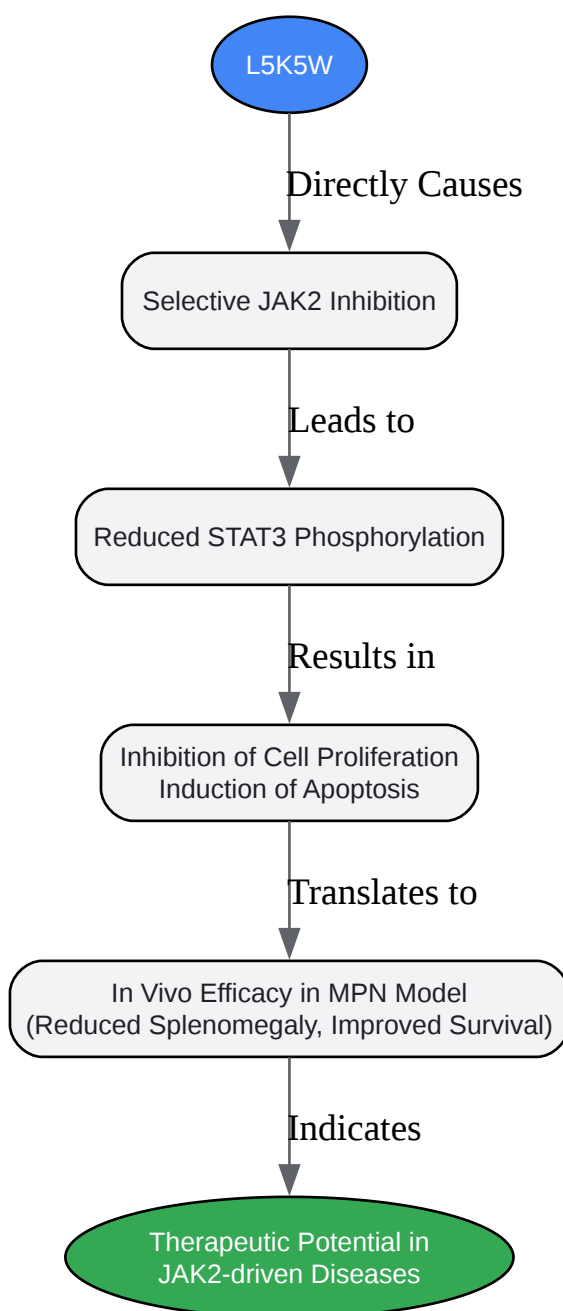 L5K5W
Directly Causes
Selective JAK2 Inhibition
Leads to
Reduced STAT3 Phosphorylation
Results in
Inhibition of Cell Proliferation
Induction of Apoptosis
Translates to
In Vivo Efficacy in MPN Model
(Reduced Splenomegaly, Improved Survival)
Indicates
Therapeutic Potential in
JAK2-driven Diseases